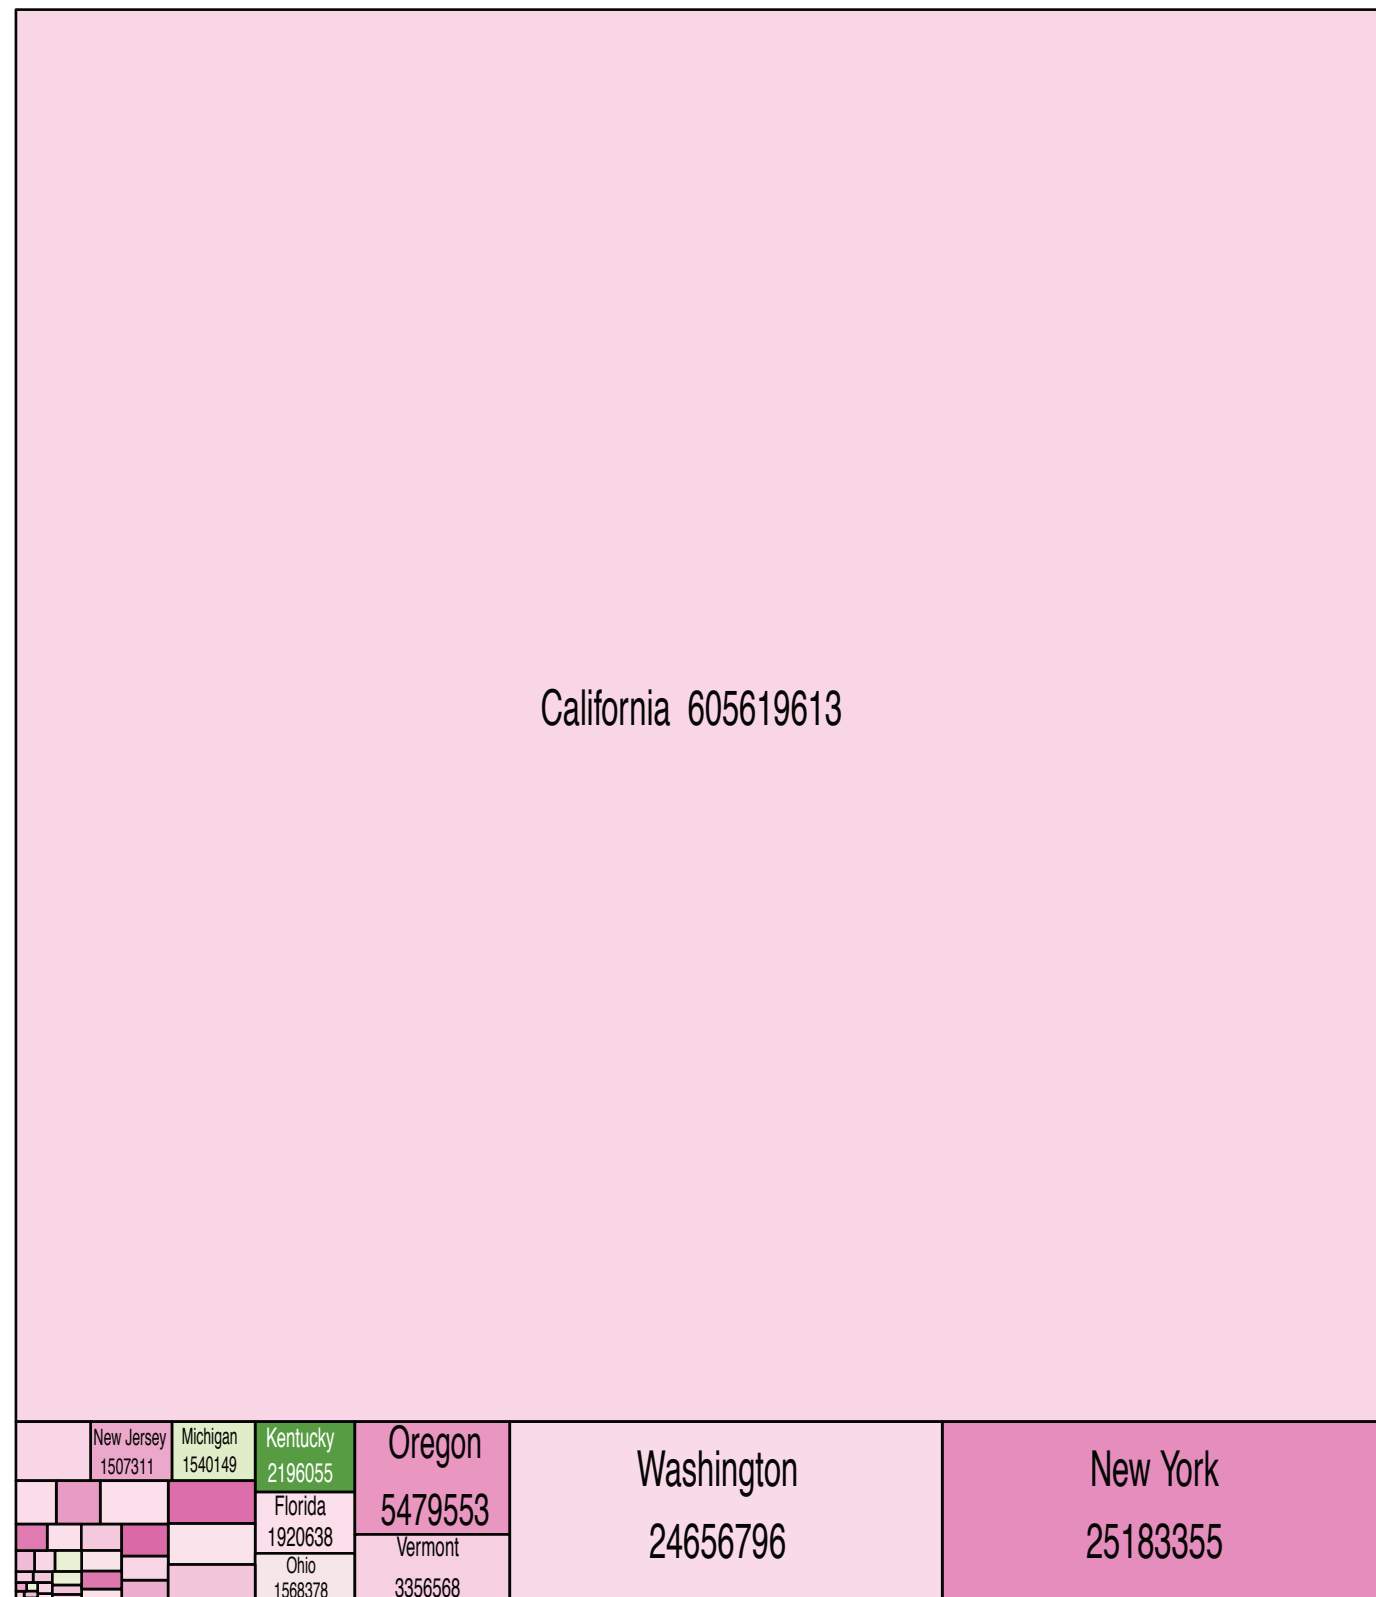 California 605619613
New Jersey
1507311
Michigan
1540149
Kentucky
2196055
Florida
1920638
Ohio
1568378
Oregon
5479553
Vermont
3356568
Washington
24656796
New York
25183355